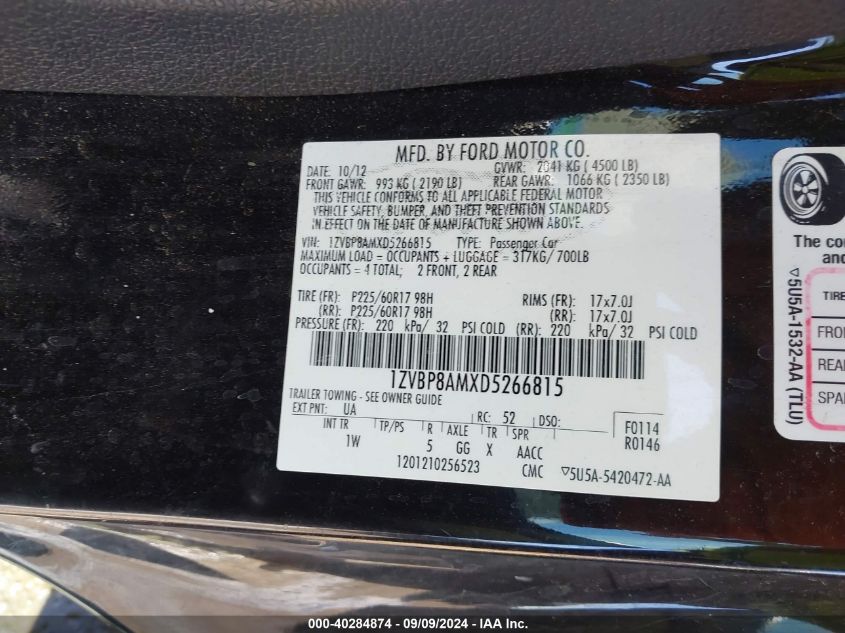 MFD. BY FORD MOTOR CO.
DATE: 10/12 GVWR: 2041 KG ( 4500 LB)
FRONT GAWR: 993 KG ( 2190 LB) REAR GAWR: 1066 KG ( 2350 LB)
THIS VEHICLE CONFORMS TO ALL APPLICABLE FEDERAL MOTOR
VEHICLE SAFETY, BUMPER, AND THEFT PREVENTION STANDARDS
IN EFFECT ON THE DATE OF MANUFACTURE SHOWN ABOVE.
VIN: 1ZVBP8AMXD5266815 TYPE: Passenger Car
MAXIMUM LOAD = OCCUPANTS + LUGGAGE = 317KG/ 700LB
OCCUPANTS = 4 TOTAL; 2 FRONT, 2 REAR
TIRE (FR): P225/60R17 98H RIMS (FR): 17x7.0J
(RR): P225/60R17 98H (RR): 17x7.0J
PRESSURE (FR): 220 kPa/ 32 PSI COLD (RR): 220 kPa/ 32 PSI COLD
1ZVBP8AMXD5266815
TRAILER TOWING - SEE OWNER GUIDE
EXT PNT: UA RC: 52 DSO: F0114
INT TR TP/PS R AXLE TR SPR R0146
1W 5 GG X AACC
1201210256523 CMC ▽5U5A-5420472-AA
The co
and
TIRE
FRON
REAR
SPA
▽5U5A-1532-AA (TLU)
000-40284874 - 09/09/2024 - IAA Inc.